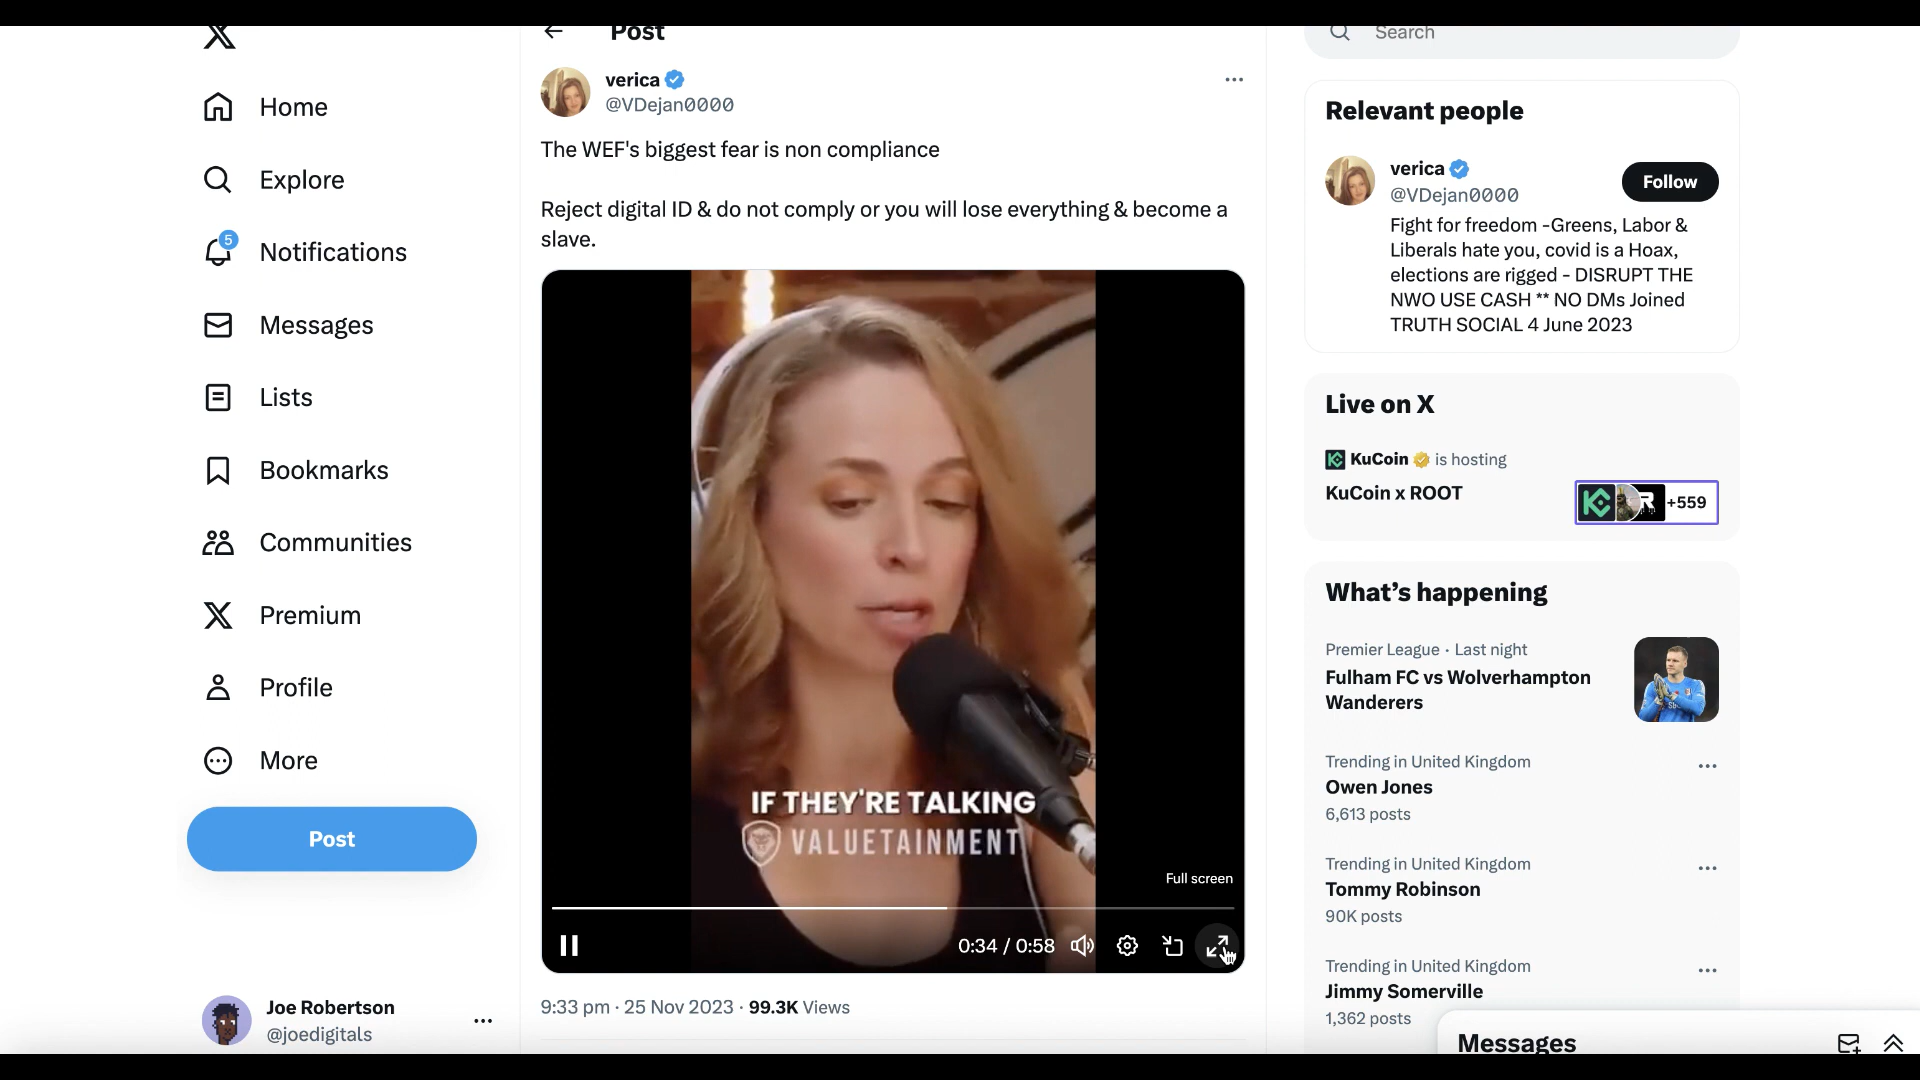 Post
verica
@VDejan0000
The WEF's biggest fear is non compliance
Reject digital ID & do not comply or you will lose everything & become a
slave.
IF THEY'RE TALKING
VALUETAINMENT
Full screen
0:34 / 0:58
9:33 pm · 25 Nov 2023 · 99.3K Views
Home
Explore
5
Notifications
Messages
Lists
Bookmarks
Communities
Premium
Profile
More
Post
Joe Robertson
@joedigitals
Search
Relevant people
verica
@VDejan0000
Follow
Fight for freedom -Greens, Labor &
Liberals hate you, covid is a Hoax,
elections are rigged - DISRUPT THE
NWO USE CASH ** NO DMs Joined
TRUTH SOCIAL 4 June 2023
Live on X
KuCoin is hosting
KuCoin x ROOT
+559
What's happening
Premier League · Last night
Fulham FC vs Wolverhampton
Wanderers
Trending in United Kingdom
Owen Jones
6,613 posts
Trending in United Kingdom
Tommy Robinson
90K posts
Trending in United Kingdom
Jimmy Somerville
1,362 posts
Messages